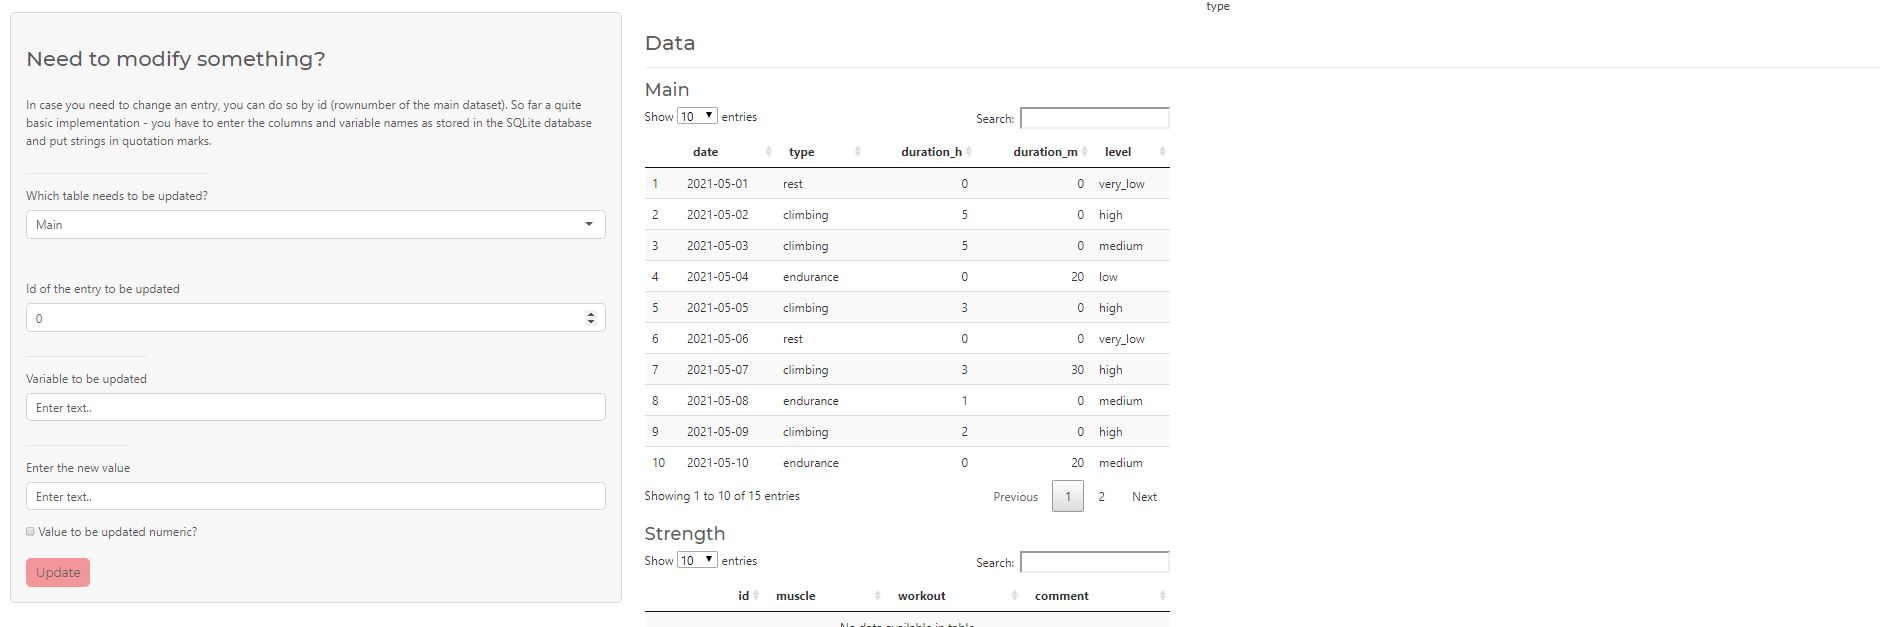 type
Need to modify something?
In case you need to change an entry, you can do so by id (rownumber of the main dataset). So far a quite
basic implementation - you have to enter the columns and variable names as stored in the SQLite database
and put strings in quotation marks.
Which table needs to be updated?
Main
Id of the entry to be updated
0
Variable to be updated
Enter text..
Enter the new value
Enter text..
Value to be updated numeric?
Update
Data
Main
Show 10 entries Search:
date type duration_h duration_m level
1 2021-05-01 rest 0 0 very_low
2 2021-05-02 climbing 5 0 high
3 2021-05-03 climbing 5 0 medium
4 2021-05-04 endurance 0 20 low
5 2021-05-05 climbing 3 0 high
6 2021-05-06 rest 0 0 very_low
7 2021-05-07 climbing 3 30 high
8 2021-05-08 endurance 1 0 medium
9 2021-05-09 climbing 2 0 high
10 2021-05-10 endurance 0 20 medium
Showing 1 to 10 of 15 entries Previous 1 2 Next
Strength
Show 10 entries Search:
id muscle workout comment
No data available in table